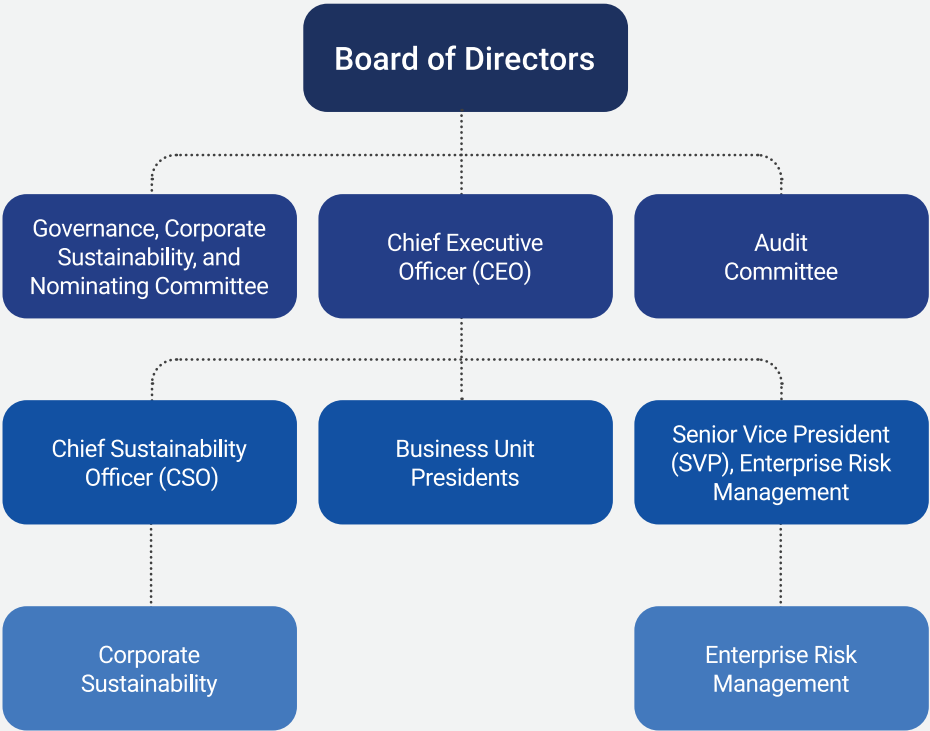 Board of Directors
Governance, Corporate
Sustainability, and
Nominating Committee
Chief Executive
Officer (CEO)
Audit
Committee
Chief Sustainability
Officer (CSO)
Business Unit
Presidents
Senior Vice President
(SVP), Enterprise Risk
Management
Corporate
Sustainability
Enterprise Risk
Management